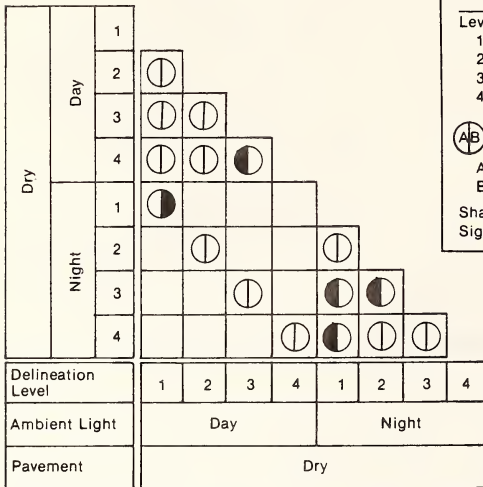 Lev
1
2
3
4
AB
A
Sha
Sig
Dry
Day
1
2
3
4
Night
1
2
3
4
Delineation Level 1 2 3 4 1 2 3 4
Ambient Light Day Night
Pavement Dry